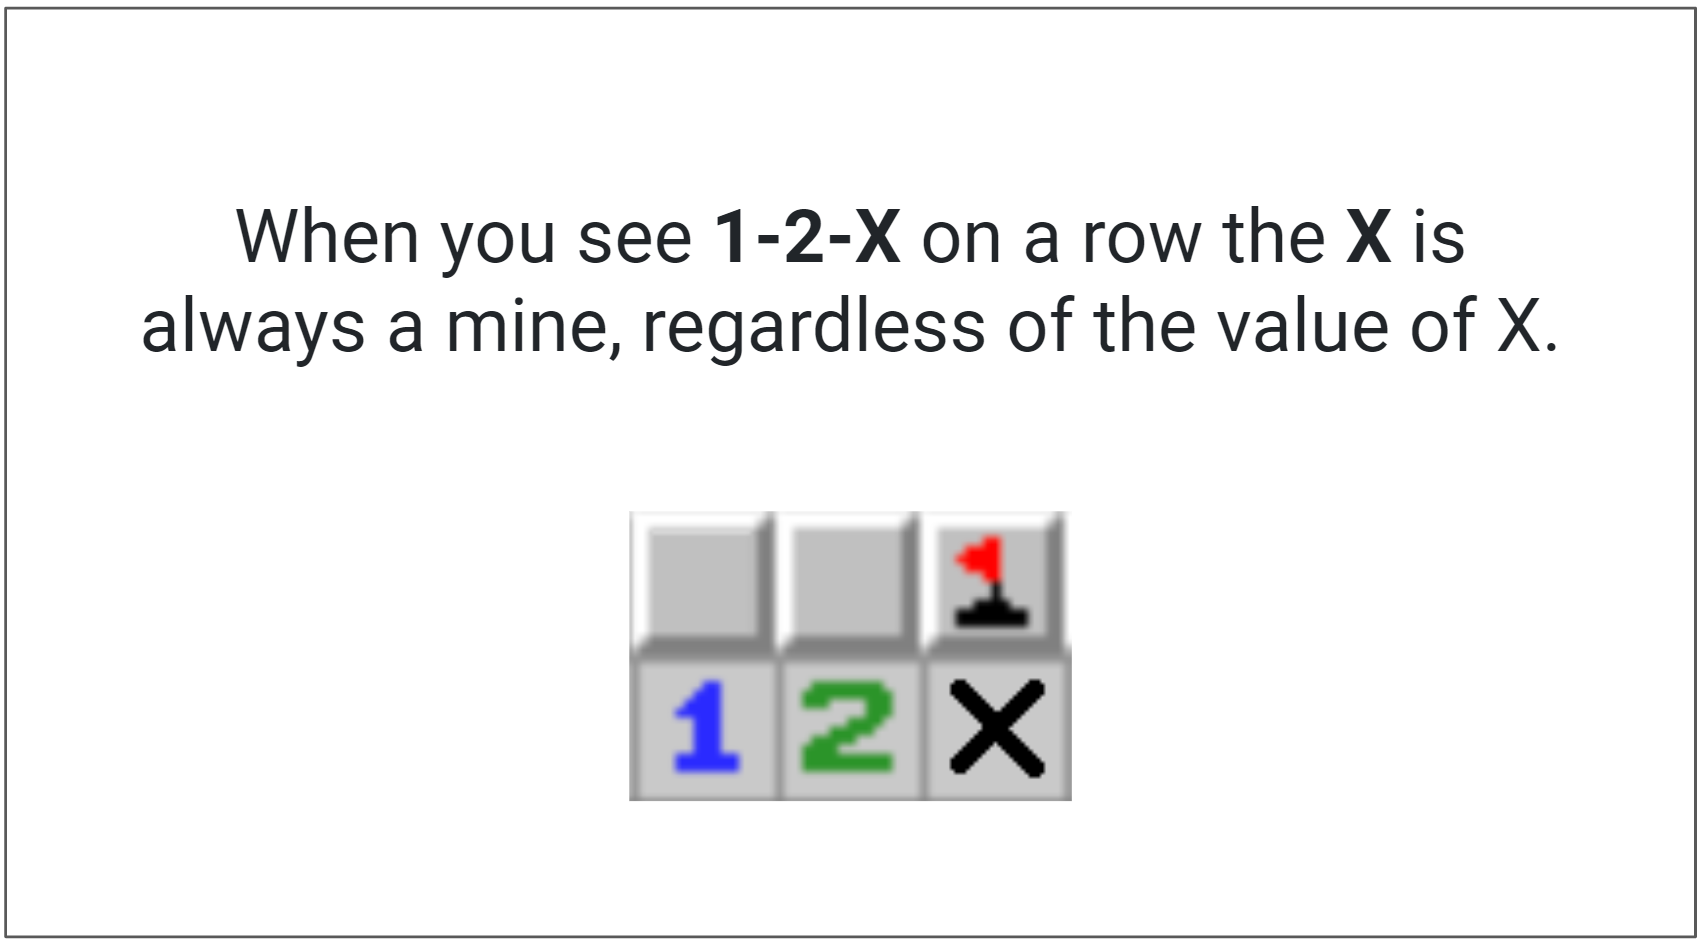 When you see 1-2-X on a row the X is
always a mine, regardless of the value of X.
1 2 X